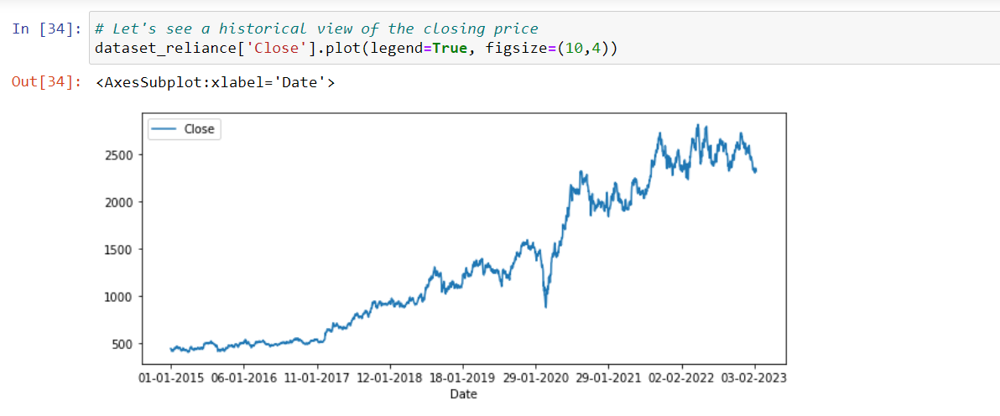 In [34]: # Let's see a historical view of the closing price
dataset_reliance['Close'].plot(legend=True, figsize=(10,4))
Out[34]: <AxesSubplot:xlabel='Date'>
Close
2500
2000
1500
1000
500
01-01-2015 06-01-2016 11-01-2017 12-01-2018 18-01-2019 29-01-2020 29-01-2021 02-02-2022 03-02-2023
Date